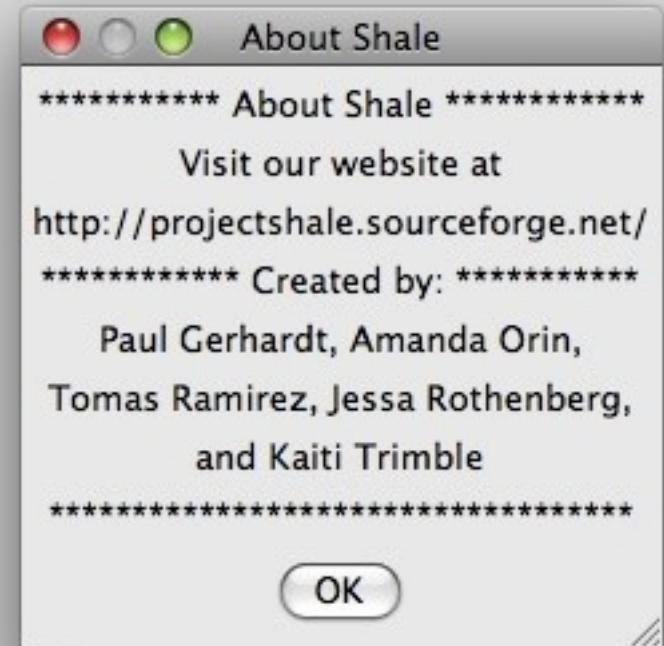 About Shale
*********** About Shale ************
Visit our website at
http://projectshale.sourceforge.net/
************ Created by: ***********
Paul Gerhardt, Amanda Orin,
Tomas Ramirez, Jessa Rothenberg,
and Kaiti Trimble
***********************************
OK